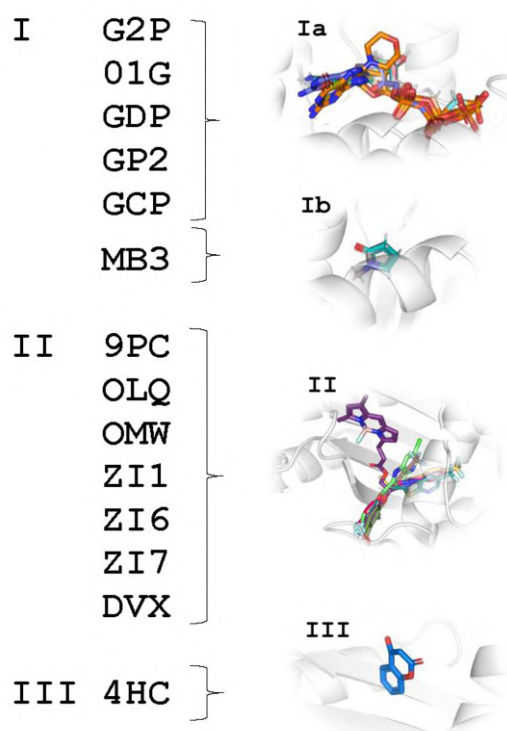 I G2P
01G
GDP
GP2
GCP
MB3
Ia
Ib
II 9PC
OLQ
OMW
ZI1
ZI6
ZI7
DVX
II
III 4HC
III